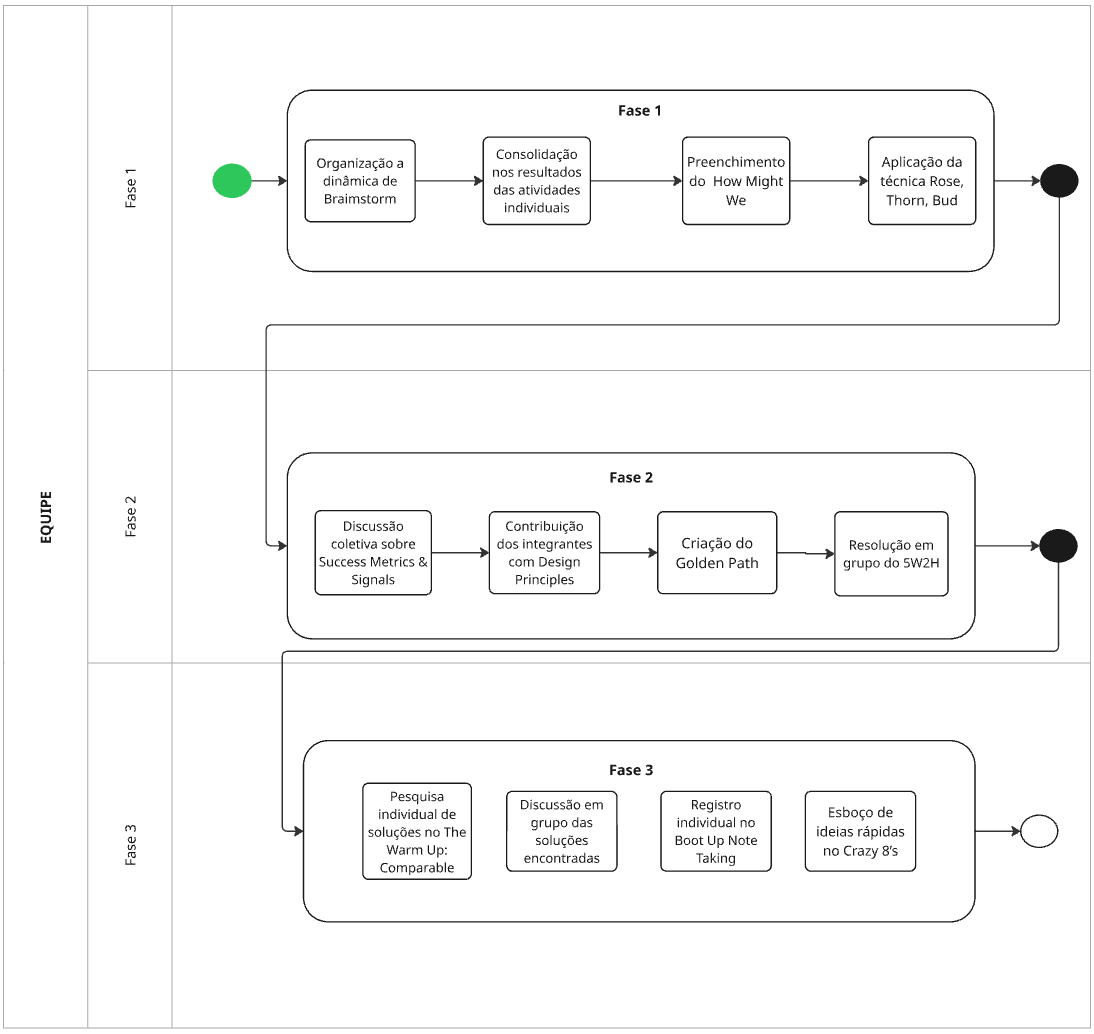 EQUIPE
Fase 1
Fase 1
Organização a
dinâmica de
Braimstorm
Consolidação
nos resultados
das atividades
individuais
Preenchimento
do How Might
We
Aplicação da
técnica Rose,
Thorn, Bud
Fase 2
Fase 2
Discussão
coletiva sobre
Success Metrics &
Signals
Contribuição
dos integrantes
com Design
Principles
Criação do
Golden Path
Resolução em
grupo do 5W2H
Fase 3
Fase 3
Pesquisa
individual de
soluções no The
Warm Up:
Comparable
Discussão em
grupo das
soluções
encontradas
Registro
individual no
Boot Up Note
Taking
Esboço de
ideias rápidas
no Crazy 8’s